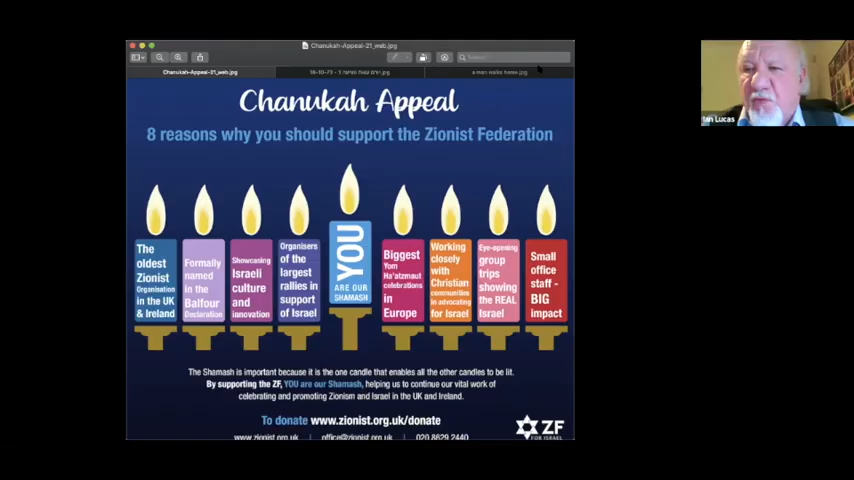 Chanukah-Appeal-21_web.jpg
Search
Chanukah-Appeal-21_web.jpg
a man walks home.jpg
Ian Lucas
Chanukah Appeal
8 reasons why you should support the Zionist Federation
The
oldest
Zionist
Organisation
in the UK
& Ireland
Formally
named
in the
Balfour
Declaration
Showcasing
Israeli
culture
and
innovation
Organisers
of the
largest
rallies in
support
of Israel
YOU
ARE OUR
SHAMASH
Biggest
Yom
Ha'atzmaut
celebrations
in
Europe
Working
closely
with
Christian
communities
in advocating
for Israel
Eye-opening
group
trips
showing
the REAL
Israel
Small
office
staff -
BIG
impact
The Shamash is important because it is the one candle that enables all the other candles to be lit.
By supporting the ZF, YOU are our Shamash, helping us to continue our vital work of
celebrating and promoting Zionism and Israel in the UK and Ireland.
To donate www.zionist.org.uk/donate
www.zionist.org.uk | office@zionist.org.uk | 020 8629 2440
ZF
FOR ISRAEL